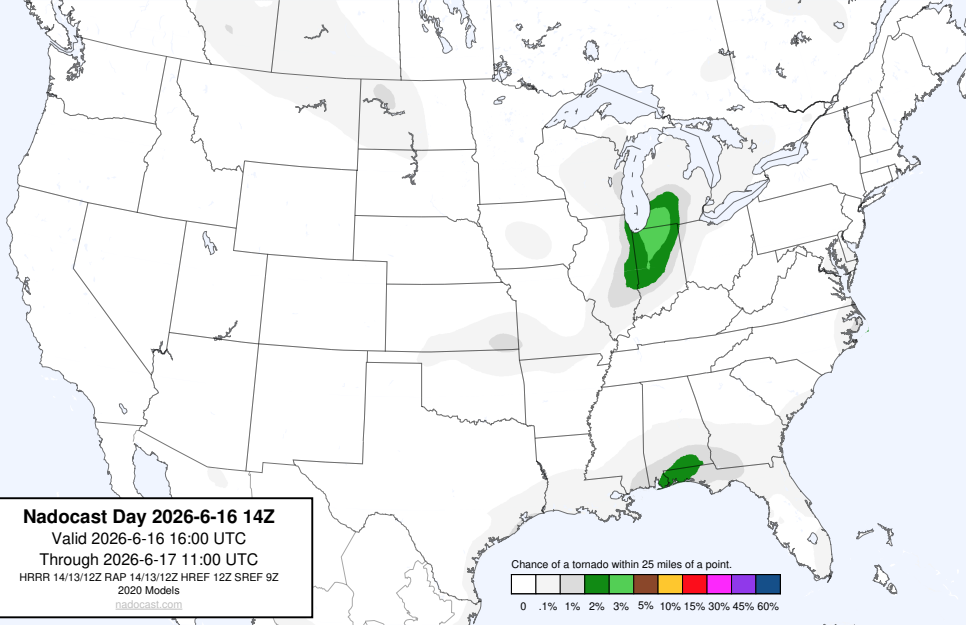 Nadocast Day 2026-6-16 14Z
Valid 2026-6-16 16:00 UTC
Through 2026-6-17 11:00 UTC
HRRR 14/13/12Z RAP 14/13/12Z HREF 12Z SREF 9Z
2020 Models
nadocast.com
Chance of a tornado within 25 miles of a point.
0 .1% 1% 2% 3% 5% 10% 15% 30% 45% 60%